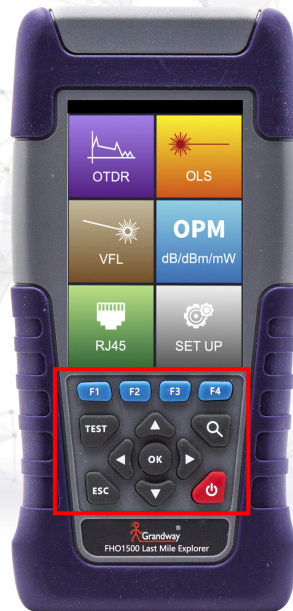 OTDR
OLS
VFL
OPM
dB/dBm/mW
RJ45
SET UP
F1 F2 F3 F4
TEST
OK
ESC
Grandway®
FHO1500 Last Mile Explorer